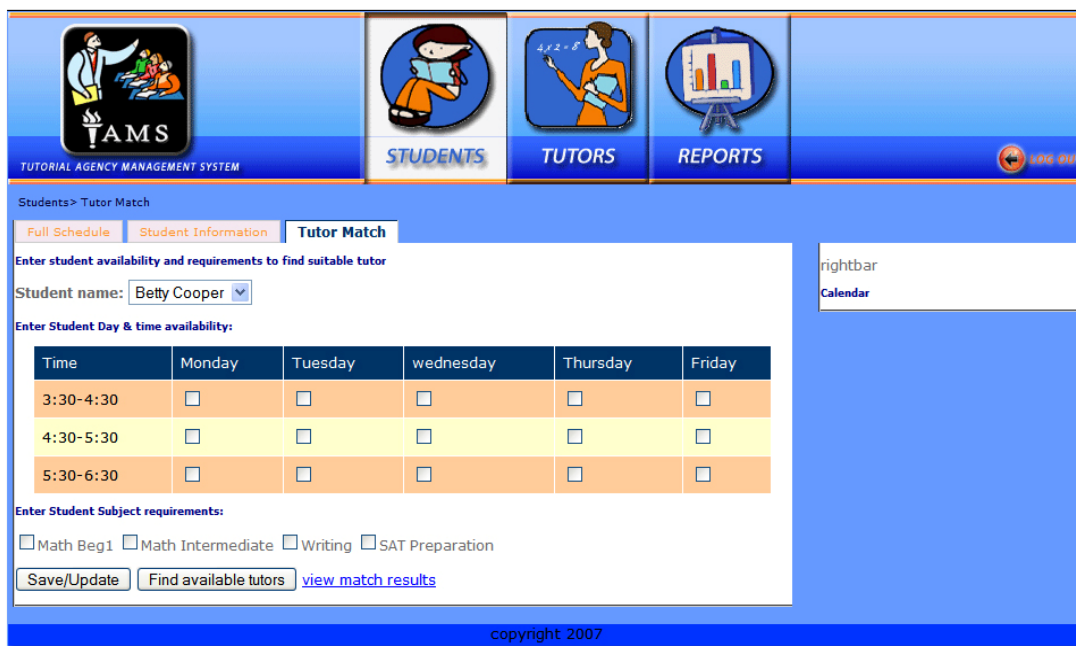 4 x 2 = 8
TAMS
TUTORIAL AGENCY MANAGEMENT SYSTEM
STUDENTS TUTORS REPORTS
LOG OU
Students> Tutor Match
Full Schedule Student Information Tutor Match
Enter student availability and requirements to find suitable tutor
rightbar
Student name: Betty Cooper
Calendar
Enter Student Day & time availability:
Time Monday Tuesday wednesday Thursday Friday
3:30-4:30
4:30-5:30
5:30-6:30
Enter Student Subject requirements:
Math Beg1 Math Intermediate Writing SAT Preparation
Save/Update Find available tutors view match results
copyright 2007